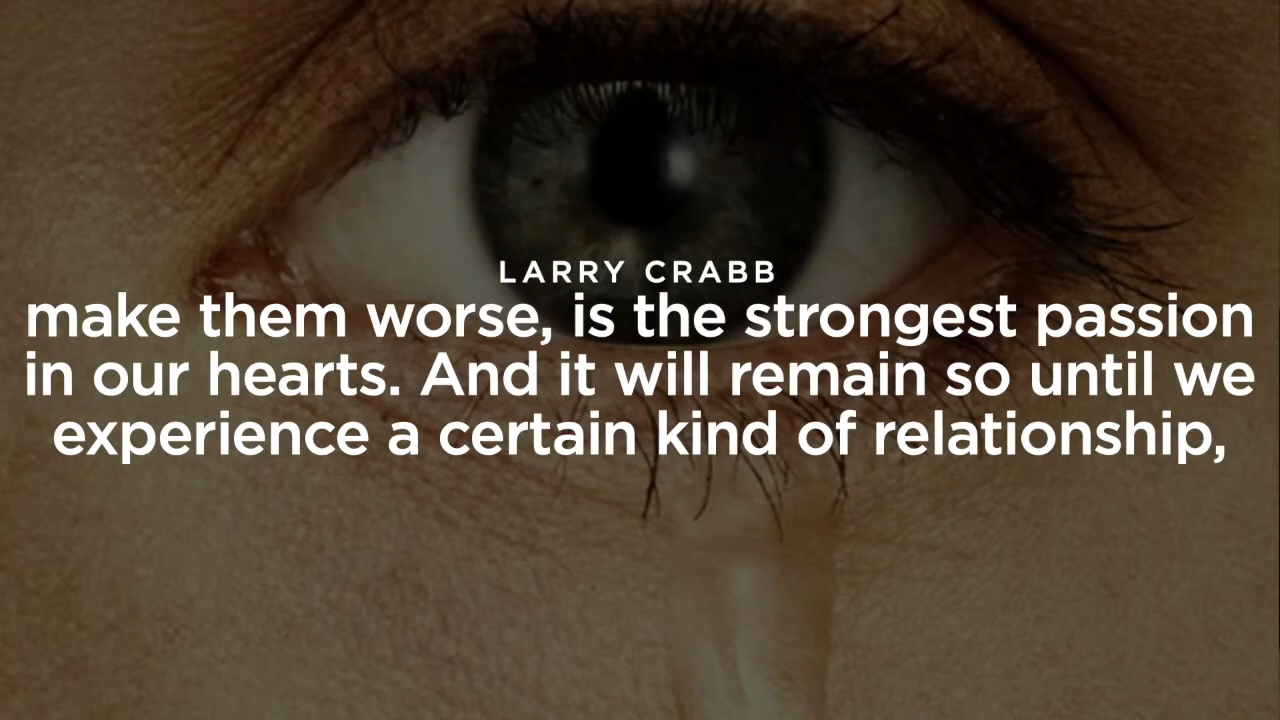 LARRY CRABB
make them worse, is the strongest passion
in our hearts. And it will remain so until we
experience a certain kind of relationship,